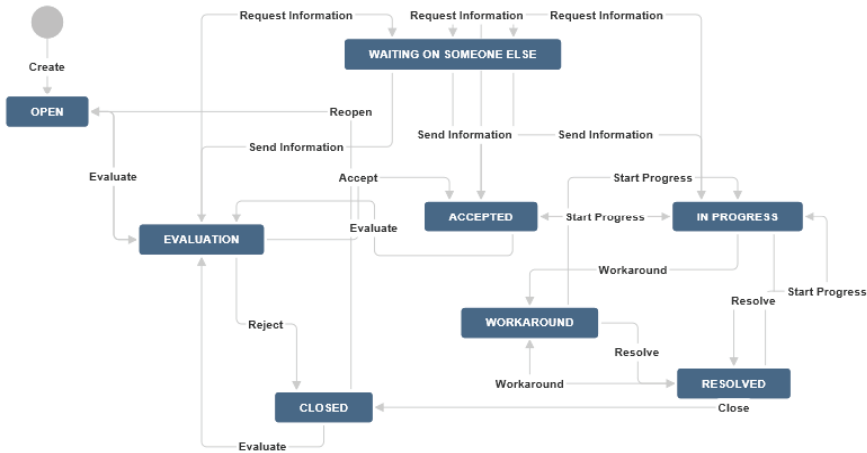 Request Information
Request Information
Request Information
WAITING ON SOMEONE ELSE
Create
OPEN
Reopen
Send Information
Send Information
Send Information
Evaluate
Accept
Start Progress
ACCEPTED
Start Progress
IN PROGRESS
EVALUATION
Evaluate
Workaround
Start Progress
Resolve
Reject
WORKAROUND
Resolve
Workaround
RESOLVED
CLOSED
Close
Evaluate